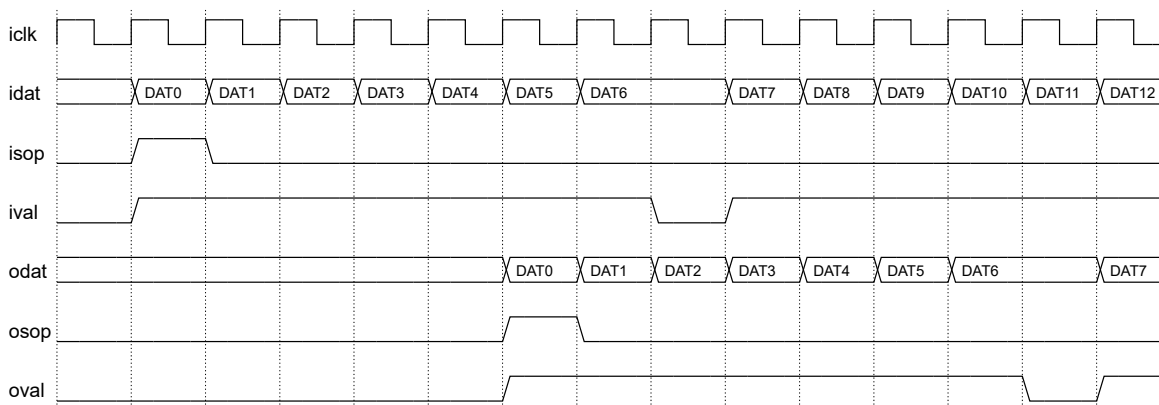 iclk
idat DAT0 DAT1 DAT2 DAT3 DAT4 DAT5 DAT6 DAT7 DAT8 DAT9 DAT10 DAT11 DAT12
isop
ival
odat DAT0 DAT1 DAT2 DAT3 DAT4 DAT5 DAT6 DAT7
osop
oval